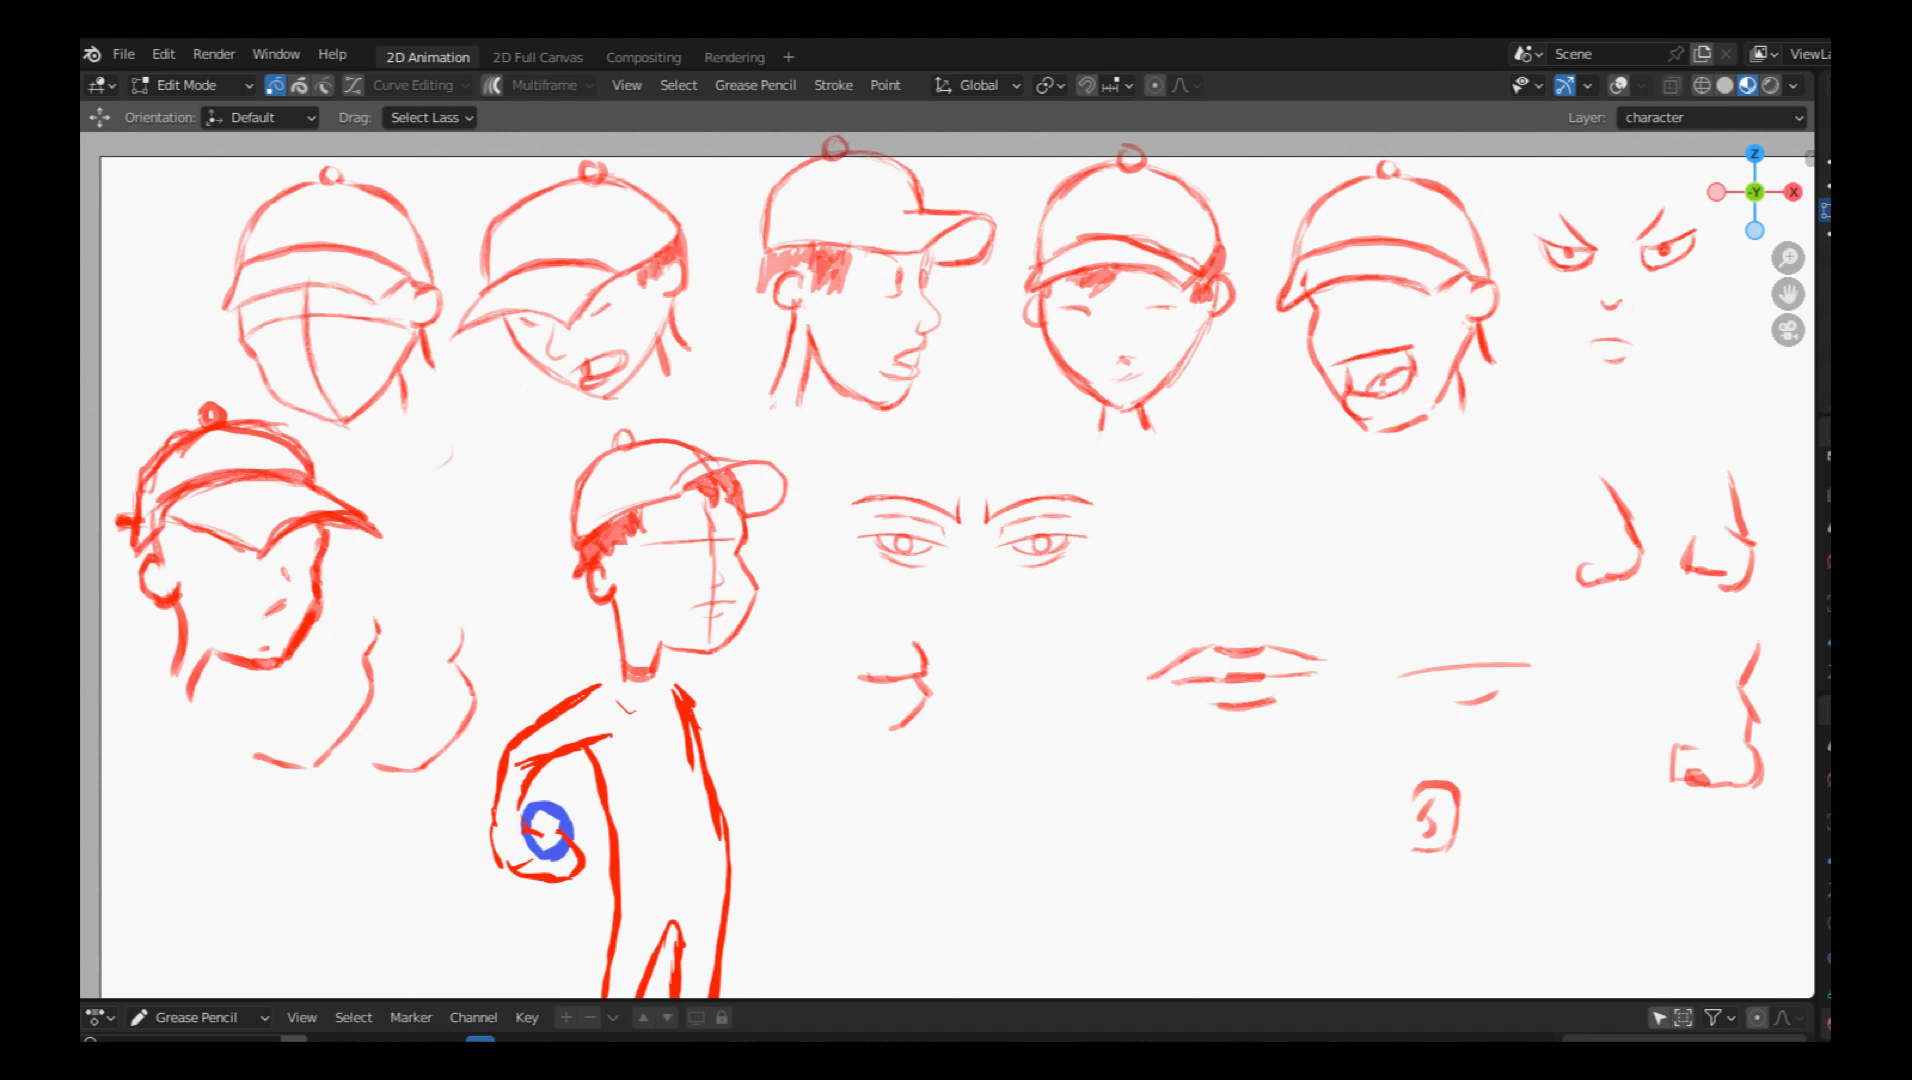 File Edit Render Window Help 2D Animation 2D Full Canvas Compositing Rendering + Scene ViewLa
Edit Mode Curve Editing Multiframe View Select Grease Pencil Stroke Point Global
Orientation: Default Drag: Select Lass Layer: character
Z
-Y X
Grease Pencil View Select Marker Channel Key